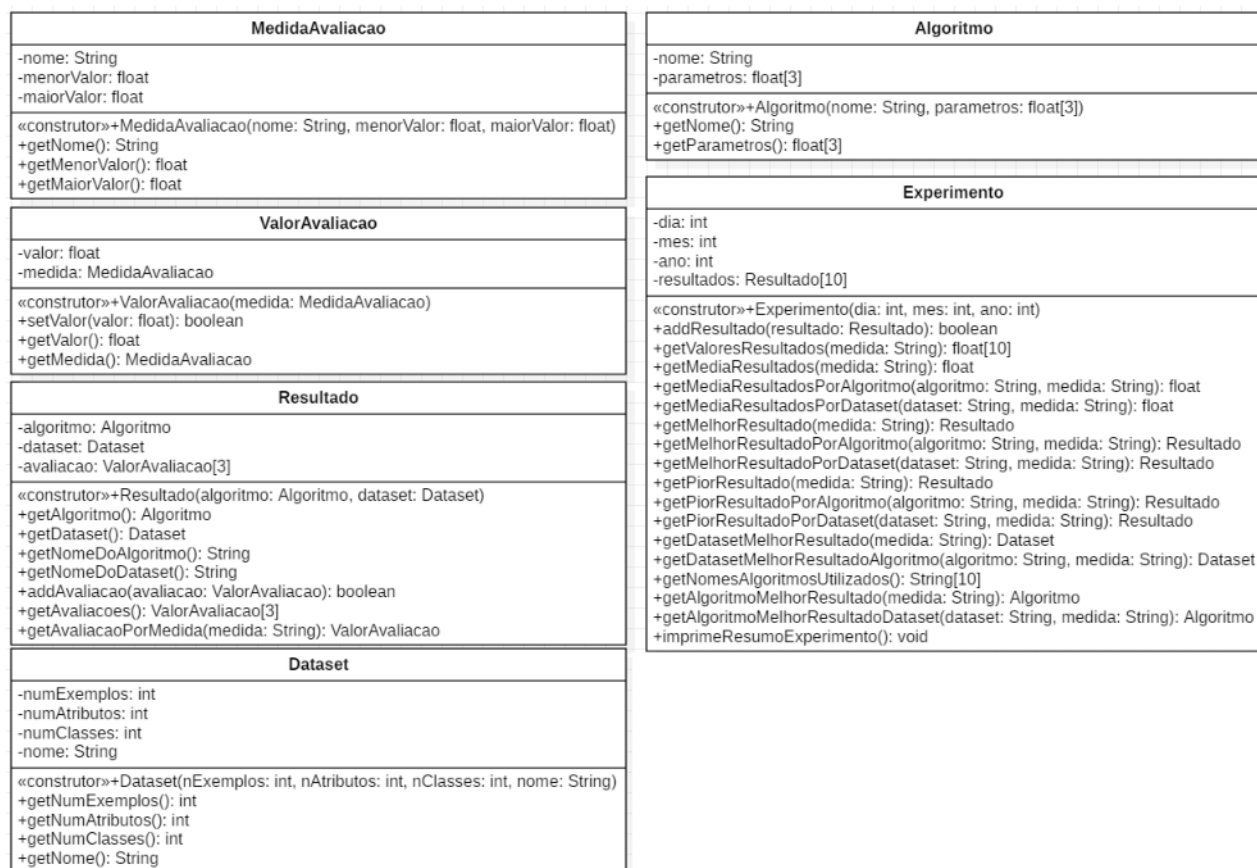 MedidaAvaliacao
-nome: String
-menorValor: float
-maiorValor: float
«construtor»+MedidaAvaliacao(nome: String, menorValor: float, maiorValor: float)
+getNome(): String
+getMenorValor(): float
+getMaiorValor(): float
ValorAvaliacao
-valor: float
-medida: MedidaAvaliacao
«construtor»+ValorAvaliacao(medida: MedidaAvaliacao)
+setValor(valor: float): boolean
+getValor(): float
+getMedida(): MedidaAvaliacao
Resultado
-algoritmo: Algoritmo
-dataset: Dataset
-avaliacao: ValorAvaliacao[3]
«construtor»+Resultado(algoritmo: Algoritmo, dataset: Dataset)
+getAlgoritmo(): Algoritmo
+getDataset(): Dataset
+getNomeDoAlgoritmo(): String
+getNomeDoDataset(): String
+addAvaliacao(avaliacao: ValorAvaliacao): boolean
+getAvaliacoes(): ValorAvaliacao[3]
+getAvaliacaoPorMedida(medida: String): ValorAvaliacao
Dataset
-numExemplos: int
-numAtributos: int
-numClasses: int
-nome: String
«construtor»+Dataset(nExemplos: int, nAtributos: int, nClasses: int, nome: String)
+getNumExemplos(): int
+getNumAtributos(): int
+getNumClasses(): int
+getNome(): String
Algoritmo
-nome: String
-parametros: float[3]
«construtor»+Algoritmo(nome: String, parametros: float[3])
+getNome(): String
+getParametros(): float[3]
Experimento
-dia: int
-mes: int
-ano: int
-resultados: Resultado[10]
«construtor»+Experimento(dia: int, mes: int, ano: int)
+addResultado(resultado: Resultado): boolean
+getValoresResultados(medida: String): float[10]
+getMediaResultados(medida: String): float
+getMediaResultadosPorAlgoritmo(algoritmo: String, medida: String): float
+getMediaResultadosPorDataset(dataset: String, medida: String): float
+getMelhorResultado(medida: String): Resultado
+getMelhorResultadoPorAlgoritmo(algoritmo: String, medida: String): Resultado
+getMelhorResultadoPorDataset(dataset: String, medida: String): Resultado
+getPiorResultado(medida: String): Resultado
+getPiorResultadoPorAlgoritmo(algoritmo: String, medida: String): Resultado
+getPiorResultadoPorDataset(dataset: String, medida: String): Resultado
+getDatasetMelhorResultado(medida: String): Dataset
+getDatasetMelhorResultadoAlgoritmo(algoritmo: String, medida: String): Dataset
+getNomesAlgoritmosUtilizados(): String[10]
+getAlgoritmoMelhorResultado(medida: String): Algoritmo
+getAlgoritmoMelhorResultadoDataset(dataset: String, medida: String): Algoritmo
+imprimeResumoExperimento(): void